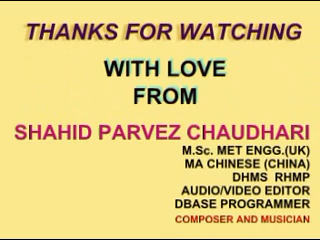 THANKS FOR WATCHING
WITH LOVE
FROM
SHAHID PARVEZ CHAUDHARI
M.Sc. MET ENGG.(UK)
MA CHINESE (CHINA)
DHMS RHMP
AUDIO/VIDEO EDITOR
DBASE PROGRAMMER
COMPOSER AND MUSICIAN